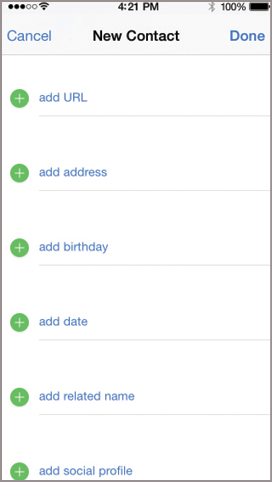 4:21 PM 100%
Cancel New Contact Done
add URL
add address
add birthday
add date
add related name
add social profile